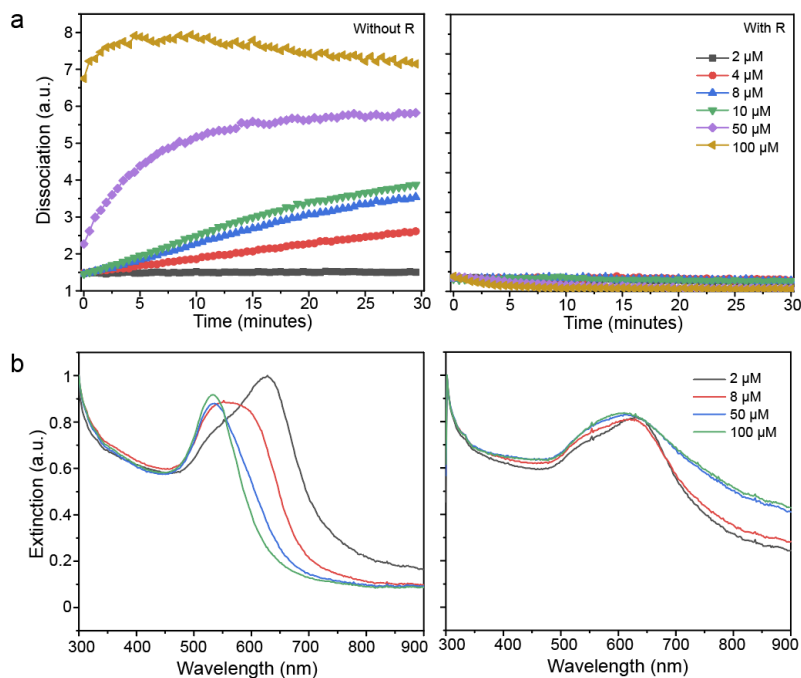 a
Without R
With R
8
7
6
5
4
3
2
1
Dissociation (a.u.)
0 5 10 15 20 25 30
Time (minutes)
2 μM
4 μM
8 μM
10 μM
50 μM
100 μM
0 5 10 15 20 25 30
Time (minutes)
b
1
0.8
0.6
0.4
0.2
0
Extinction (a.u.)
300 400 500 600 700 800 900
Wavelength (nm)
2 μM
8 μM
50 μM
100 μM
300 400 500 600 700 800 900
Wavelength (nm)